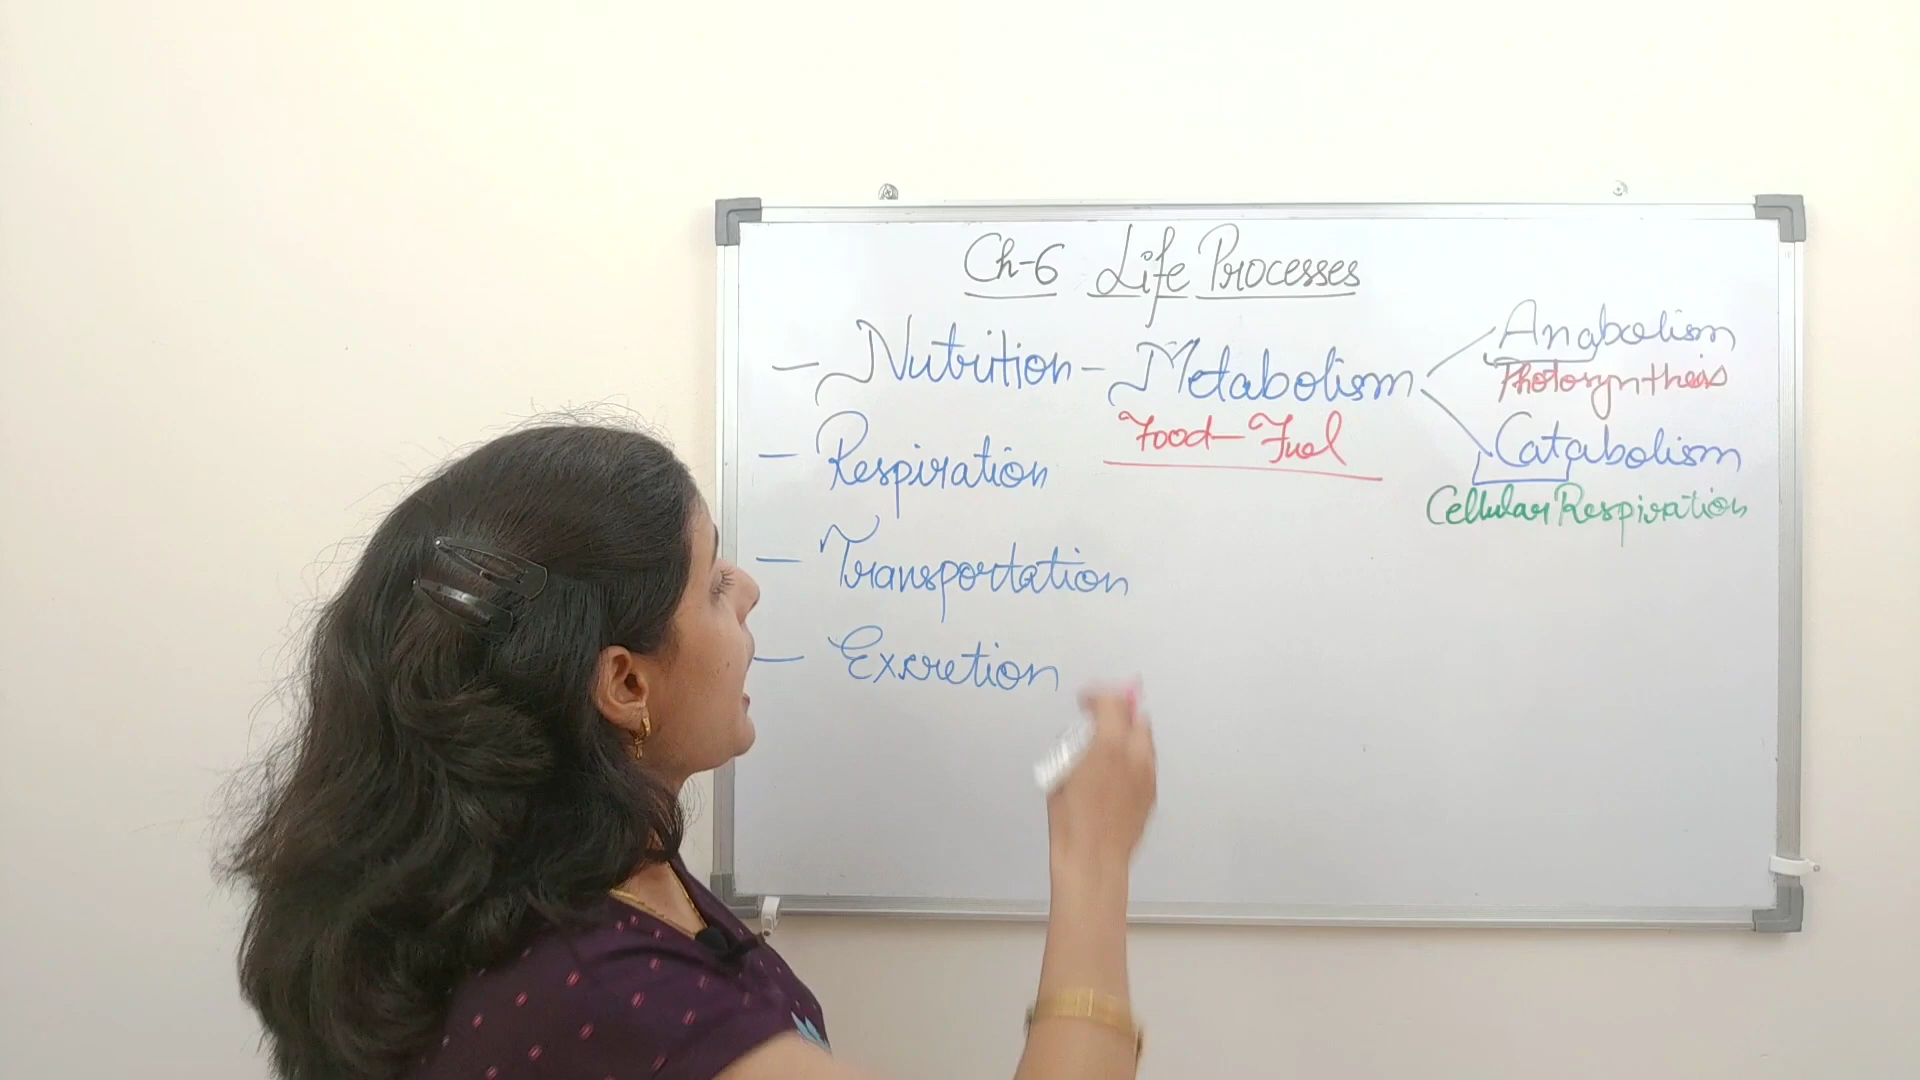 Ch-6 Life Processes
- Nutrition - Metabolism
Anabolism
Photosynthesis
Food - Fuel
Catabolism
Cellular Respiration
- Respiration
- Transportation
- Excretion